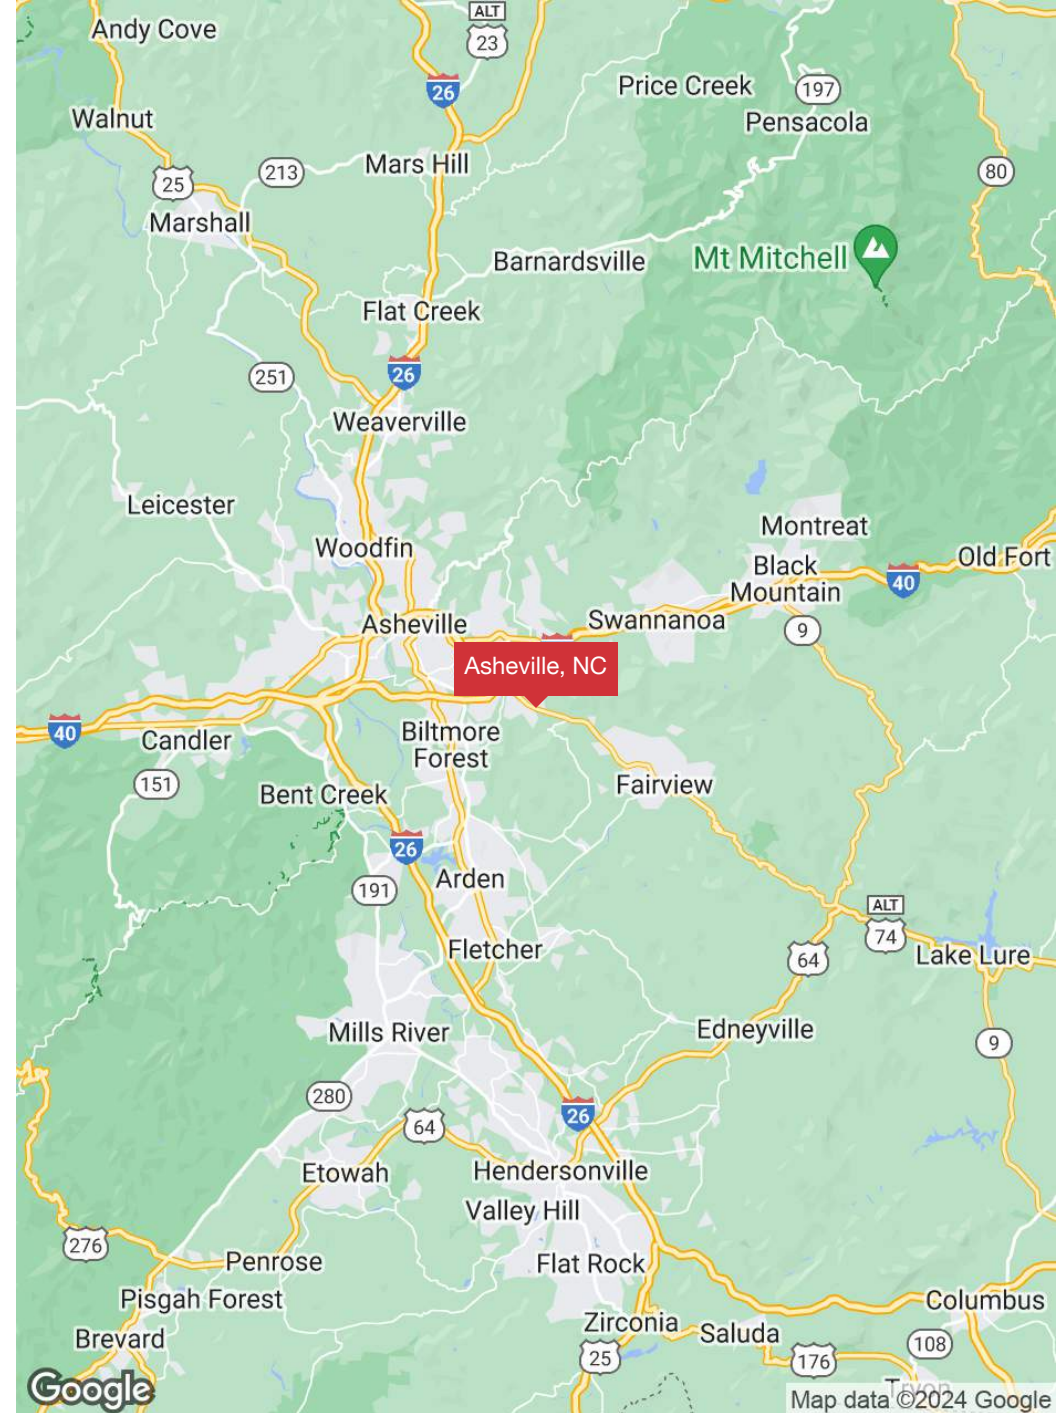 Andy Cove
ALT
23
26
Price Creek
197
Pensacola
Walnut
213
Mars Hill
80
25
Marshall
Barnardsville
Mt Mitchell
Flat Creek
251
26
Weaverville
Leicester
Montreat
Woodfin
Old Fort
Black
Mountain
40
Asheville
Swannanoa
9
Asheville, NC
40
Candler
Biltmore
Forest
151
Bent Creek
Fairview
26
191
Arden
ALT
74
Fletcher
64
Lake Lure
Mills River
Edneyville
9
280
64
26
Etowah
Hendersonville
Valley Hill
276
Penrose
Flat Rock
Pisgah Forest
Columbus
Brevard
Zirconia
Saluda
108
25
176
Tryon
Google
Map data ©2024 Google